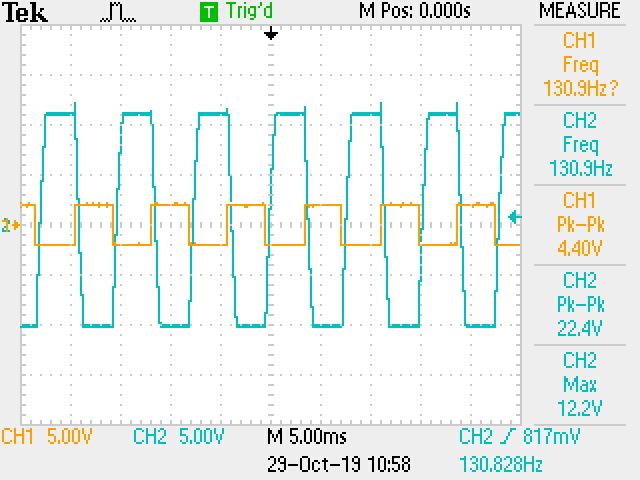 Tek T Trig'd M Pos: 0.000s MEASURE
CH1
Freq
130.9Hz?
CH2
Freq
130.9Hz
CH1
Pk-Pk
4.40V
CH2
Pk-Pk
22.4V
CH2
Max
12.2V
2
CH1 5.00V CH2 5.00V M 5.00ms CH2 817mV
29-Oct-19 10:58 130.828Hz